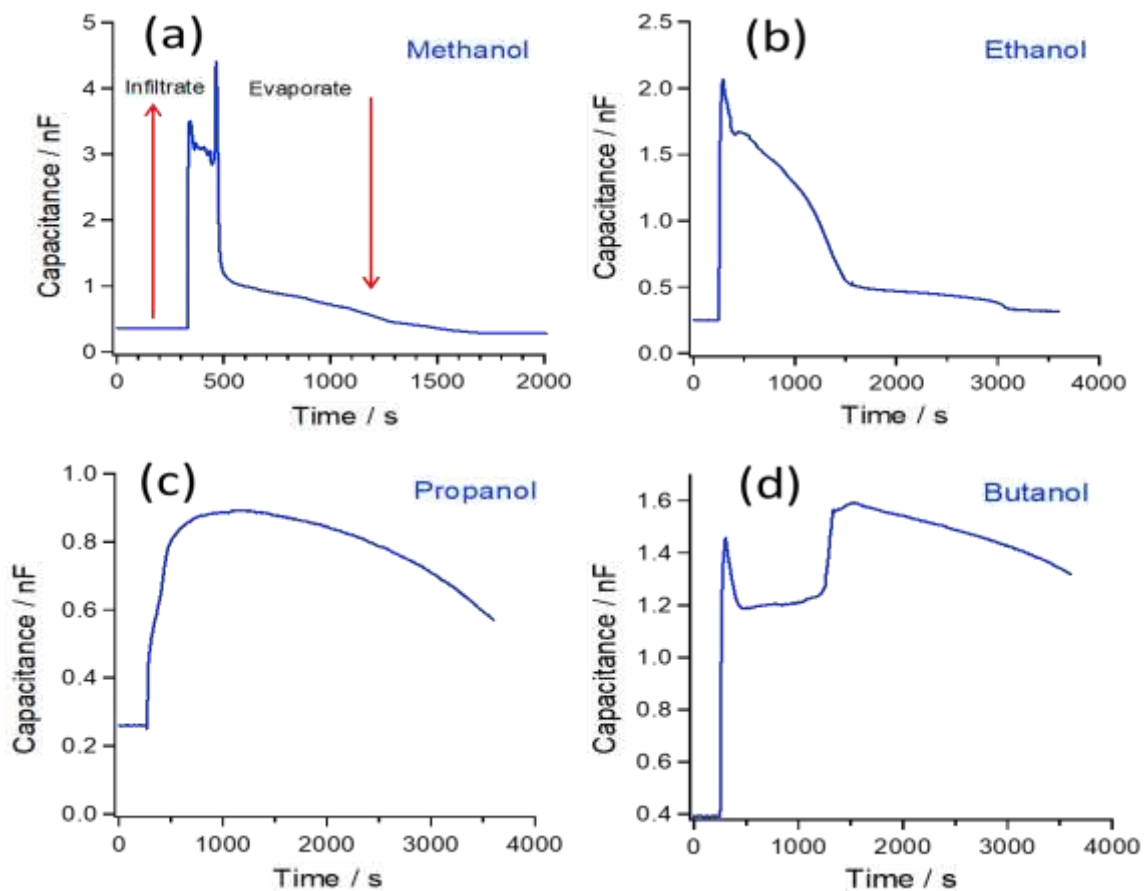 (a)
Methanol
Infiltrate
Evaporate
Capacitance / nF
5
4
3
2
1
0
0 500 1000 1500 2000
Time / s
(b)
Ethanol
Capacitance / nF
2.5
2.0
1.5
1.0
0.5
0.0
0 1000 2000 3000 4000
Time / s
(c)
Propanol
Capacitance / nF
1.0
0.8
0.6
0.4
0.2
0.0
0 1000 2000 3000 4000
Time / s
(d)
Butanol
Capacitance / nF
1.6
1.4
1.2
1.0
0.8
0.6
0.4
0 1000 2000 3000 4000
Time / s